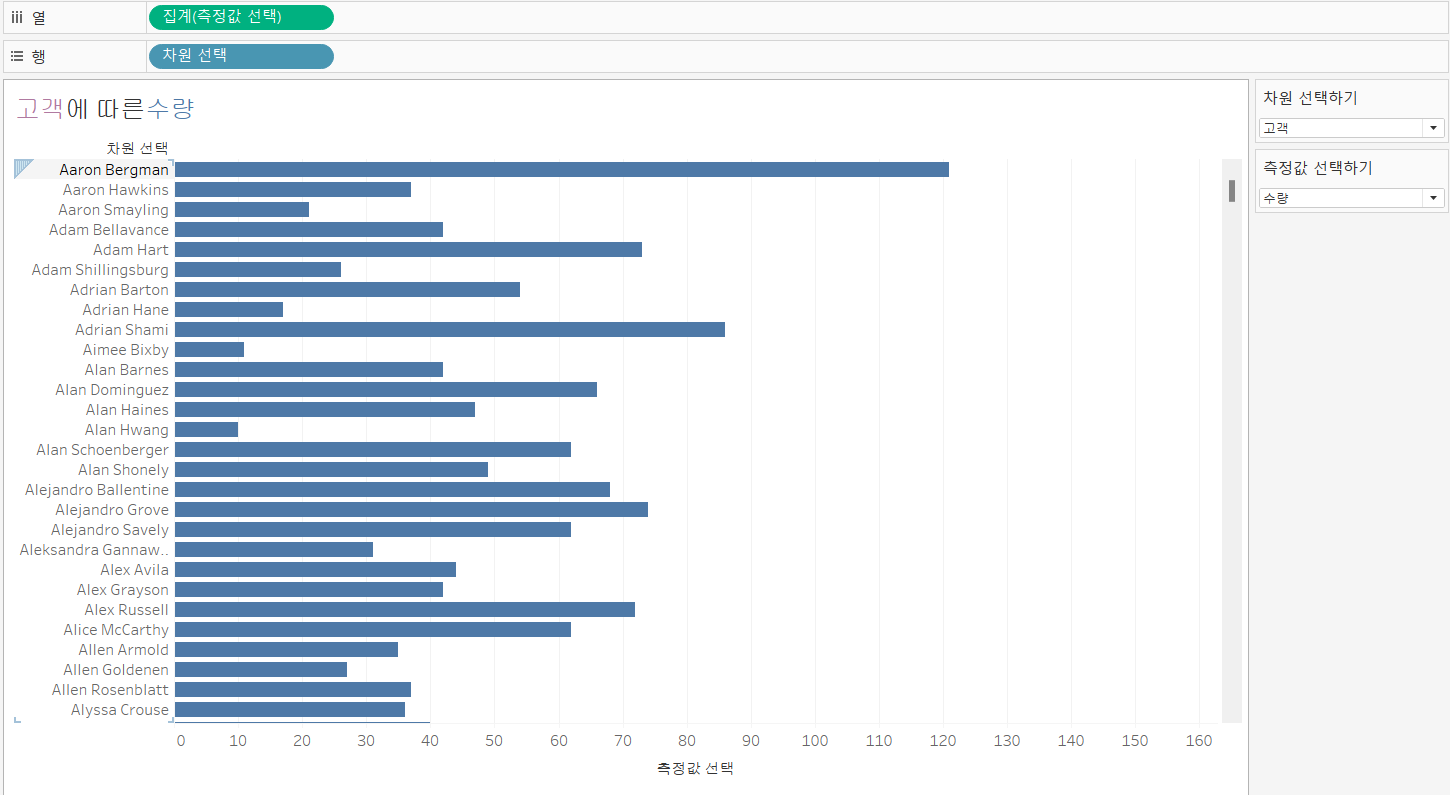 열 집계(측정값 선택)
행 차원 선택
고객에 따른수량
차원 선택
Aaron Bergman
Aaron Hawkins
Aaron Smayling
Adam Bellavance
Adam Hart
Adam Shillingsburg
Adrian Barton
Adrian Hane
Adrian Shami
Aimee Bixby
Alan Barnes
Alan Dominguez
Alan Haines
Alan Hwang
Alan Schoenberger
Alan Shonely
Alejandro Ballentine
Alejandro Grove
Alejandro Savely
Aleksandra Gannaw..
Alex Avila
Alex Grayson
Alex Russell
Alice McCarthy
Allen Armold
Allen Goldenen
Allen Rosenblatt
Alyssa Crouse
0 10 20 30 40 50 60 70 80 90 100 110 120 130 140 150 160
측정값 선택
차원 선택하기
고객
측정값 선택하기
수량